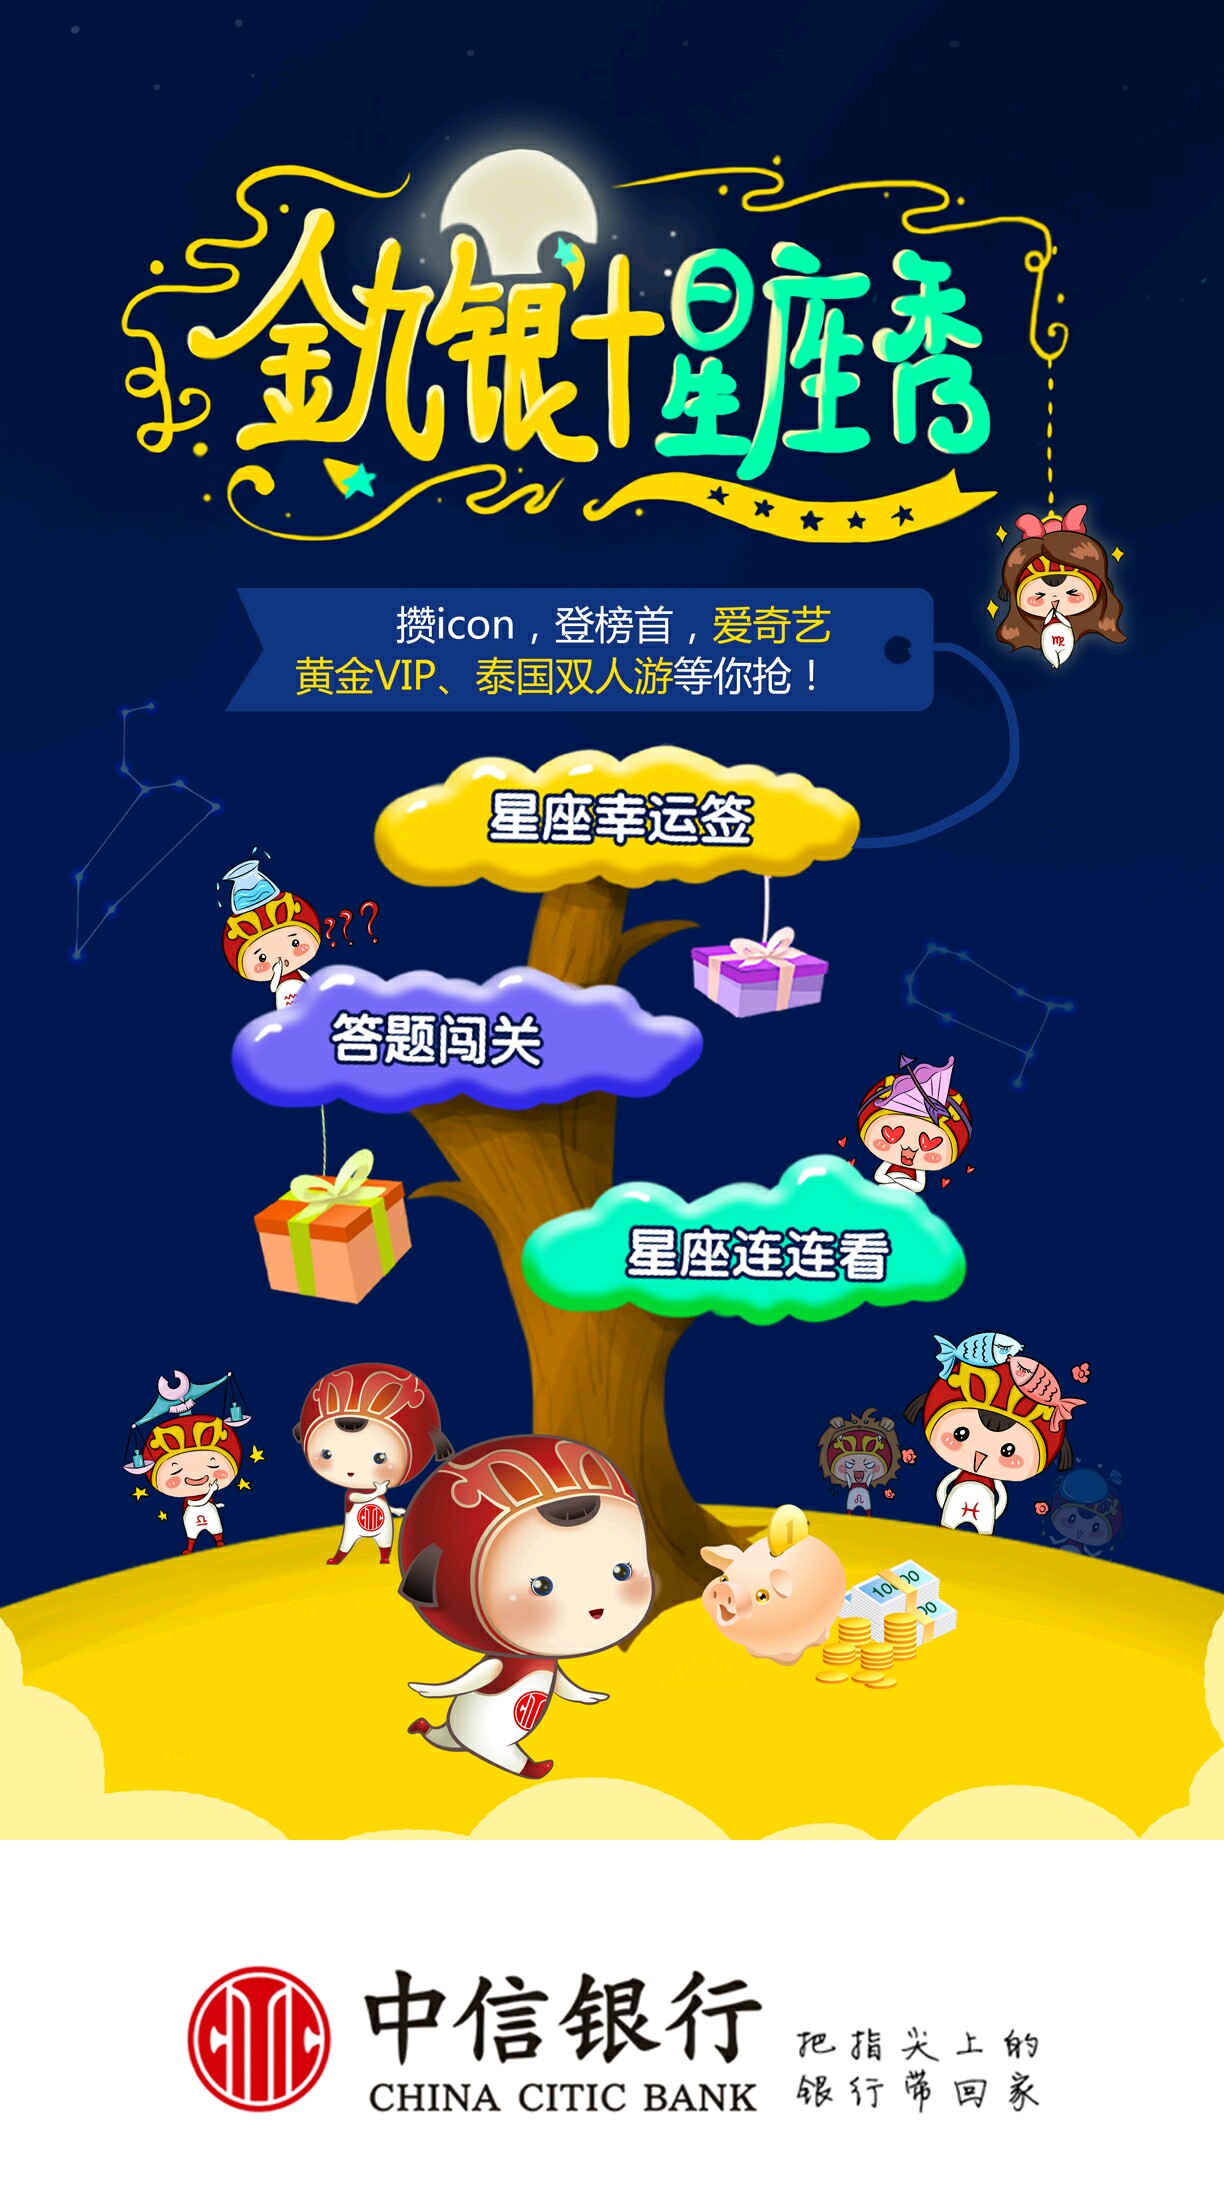 金九银十星座秀
攒icon，登榜首，爱奇艺
黄金VIP、泰国双人游等你抢！
星座幸运签
???
答题闯关
星座连连看
中信银行
CHINA CITIC BANK
把指尖上的
银行带回家